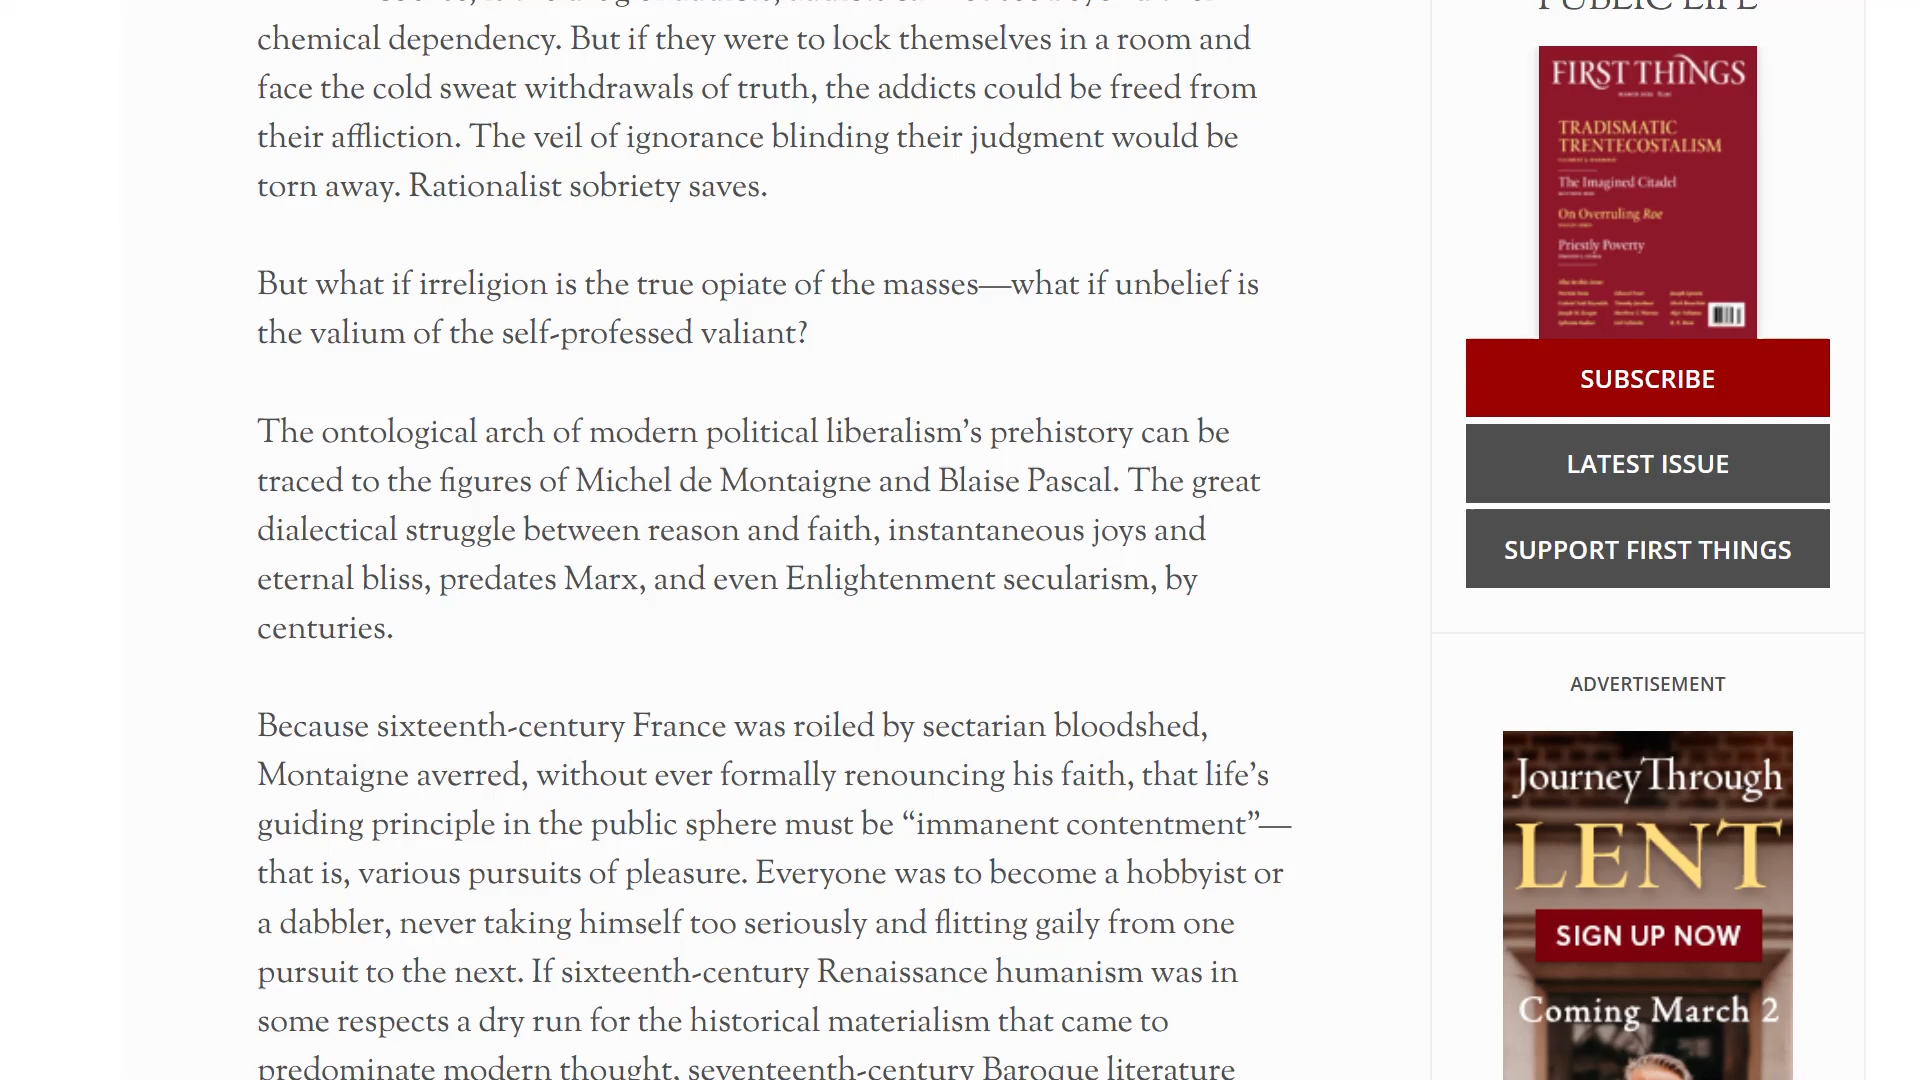 chemical dependency. But if they were to lock themselves in a room and
face the cold sweat withdrawals of truth, the addicts could be freed from
their affliction. The veil of ignorance blinding their judgment would be
torn away. Rationalist sobriety saves.
But what if irreligion is the true opiate of the masses—what if unbelief is
the valium of the self-professed valiant?
The ontological arch of modern political liberalism’s prehistory can be
traced to the figures of Michel de Montaigne and Blaise Pascal. The great
dialectical struggle between reason and faith, instantaneous joys and
eternal bliss, predates Marx, and even Enlightenment secularism, by
centuries.
Because sixteenth-century France was roiled by sectarian bloodshed,
Montaigne averred, without ever formally renouncing his faith, that life’s
guiding principle in the public sphere must be “immanent contentment”—
that is, various pursuits of pleasure. Everyone was to become a hobbyist or
a dabbler, never taking himself too seriously and flitting gaily from one
pursuit to the next. If sixteenth-century Renaissance humanism was in
some respects a dry run for the historical materialism that came to
predominate modern thought, seventeenth-century Baroque literature
PUBLIC LIFE
FIRST THINGS
TRADISMATIC
TRENTECOSTALISM
The Imagined Citadel
On Overruling Roe
Priestly Poverty
SUBSCRIBE
LATEST ISSUE
SUPPORT FIRST THINGS
ADVERTISEMENT
Journey Through
LENT
SIGN UP NOW
Coming March 2